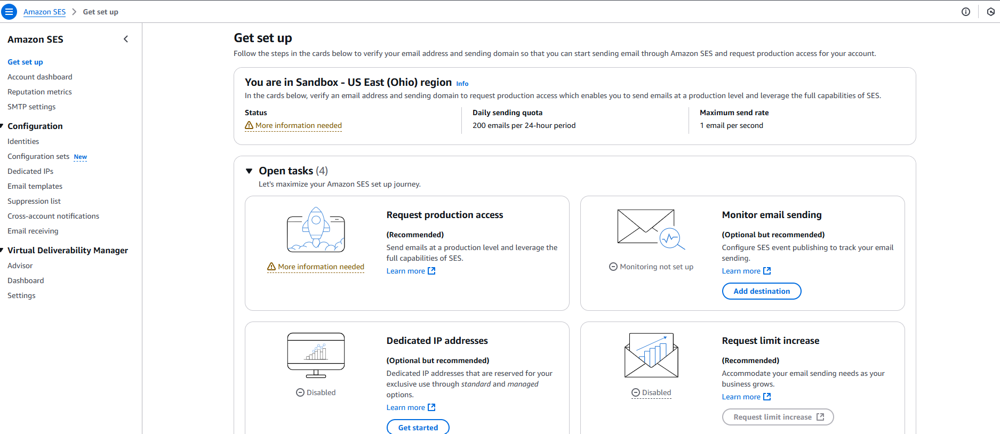 Amazon SES > Get set up
Amazon SES
Get set up
Account dashboard
Reputation metrics
SMTP settings
Configuration
Identities
Configuration sets New
Dedicated IPs
Email templates
Suppression list
Cross-account notifications
Email receiving
Virtual Deliverability Manager
Advisor
Dashboard
Settings
Get set up
Follow the steps in the cards below to verify your email address and sending domain so that you can start sending email through Amazon SES and request production access for your account.
You are in Sandbox - US East (Ohio) region Info
In the cards below, verify an email address and sending domain to request production access which enables you to send emails at a production level and leverage the full capabilities of SES.
Status
More information needed
Daily sending quota
200 emails per 24-hour period
Maximum send rate
1 email per second
Open tasks (4)
Let's maximize your Amazon SES set up journey.
More information needed
Request production access
(Recommended)
Send emails at a production level and leverage the
full capabilities of SES.
Learn more
Monitoring not set up
Monitor email sending
(Optional but recommended)
Configure SES event publishing to track your email
sending.
Learn more
Add destination
Disabled
Dedicated IP addresses
(Optional but recommended)
Dedicated IP addresses that are reserved for your
exclusive use through standard and managed
options.
Learn more
Get started
Disabled
Request limit increase
(Recommended)
Accommodate your email sending needs as your
business grows.
Learn more
Request limit increase